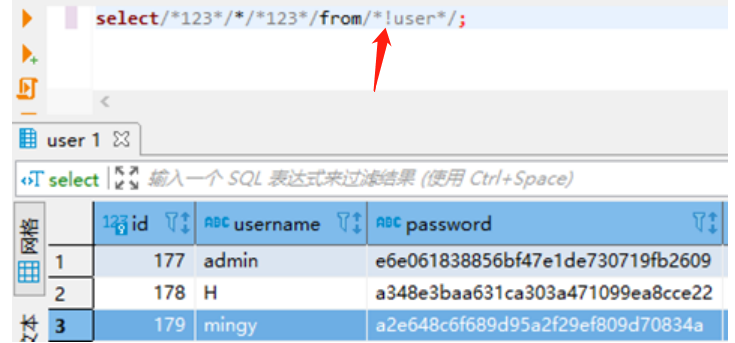 select/*123*/*/*123*/from/*!user*/;
user 1
select 输入一个 SQL 表达式来过滤结果 (使用 Ctrl+Space)
网格
123 id ABC username ABC password
1 177 admin e6e061838856bf47e1de730719fb2609
2 178 H a348e3baa631ca303a471099ea8cce22
3 179 mingy a2e648c6f689d95a2f29ef809d70834a
文本